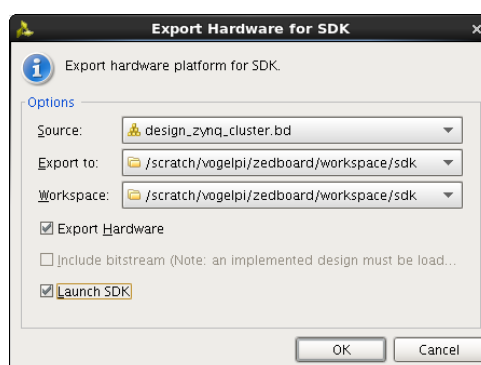 Export Hardware for SDK
Export hardware platform for SDK.
Options
Source: design_zynq_cluster.bd
Export to: /scratch/vogelpi/zedboard/workspace/sdk
Workspace: /scratch/vogelpi/zedboard/workspace/sdk
Export Hardware
Include bitstream (Note: an implemented design must be load...
Launch SDK
OK Cancel